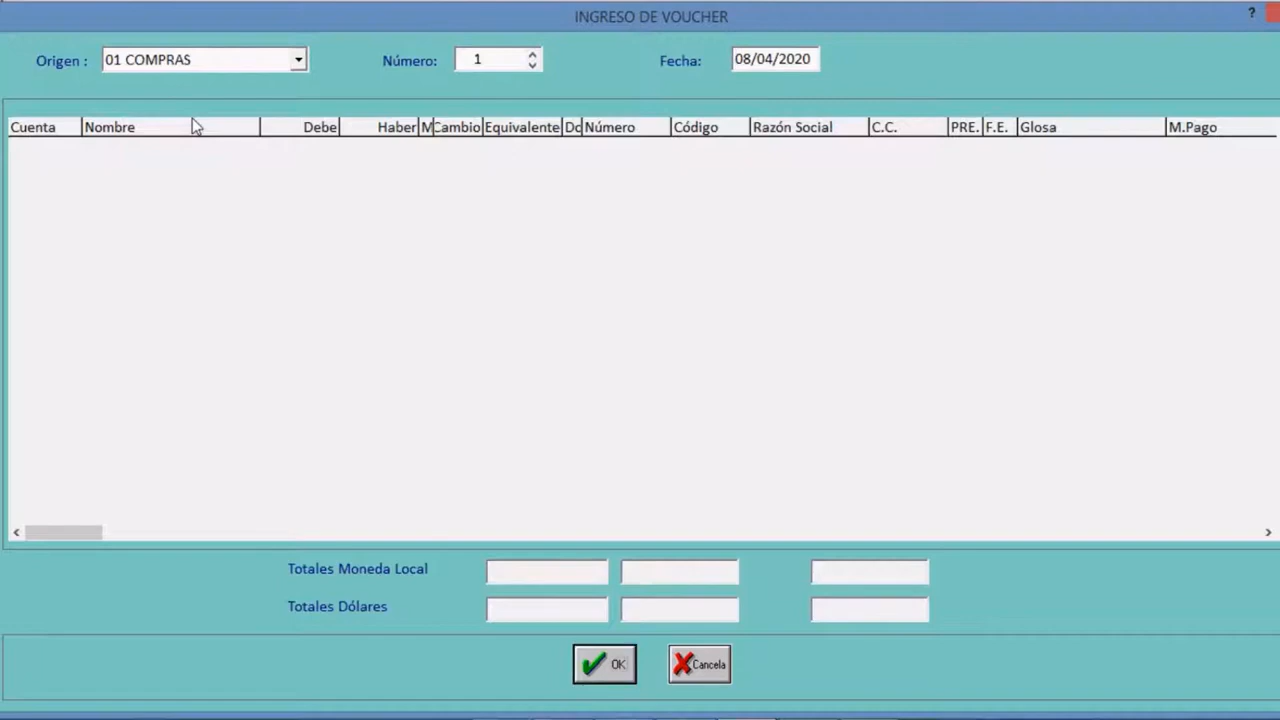 INGRESO DE VOUCHER ?
Origen : 01 COMPRAS Número: 1 Fecha: 08/04/2020
Cuenta Nombre Debe Haber M Cambio Equivalente Dc Número Código Razón Social C.C. PRE. F.E. Glosa M.Pago
Totales Moneda Local
Totales Dólares
OK Cancela